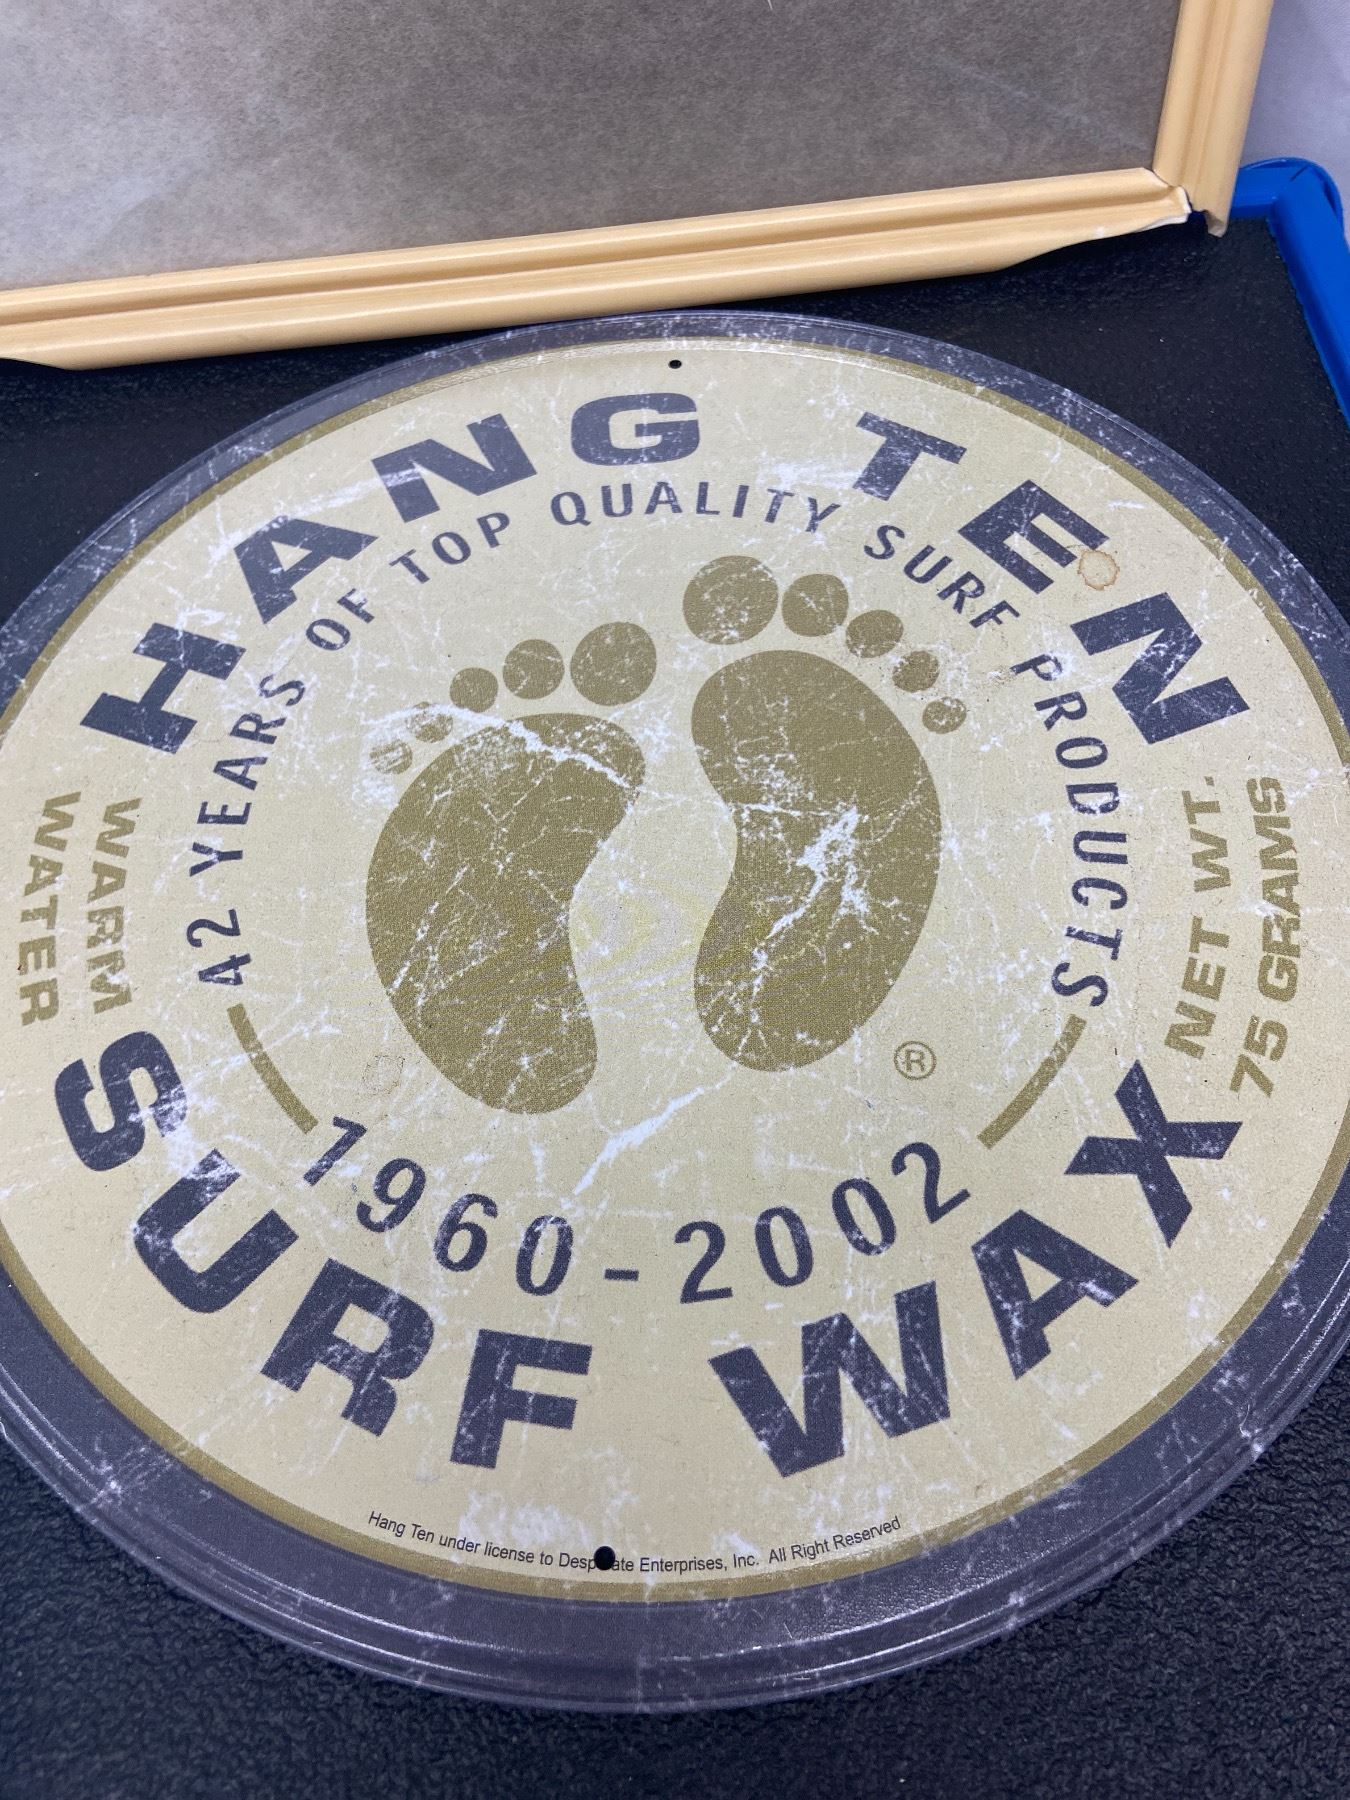 HANG TEN
42 YEARS OF TOP QUALITY SURF PRODUCTS
WARM
WATER
NET WT.
75 GRAMS
®
1960-2002
SURF WAX
Hang Ten under license to Enterprises, Inc. All Right Reserved